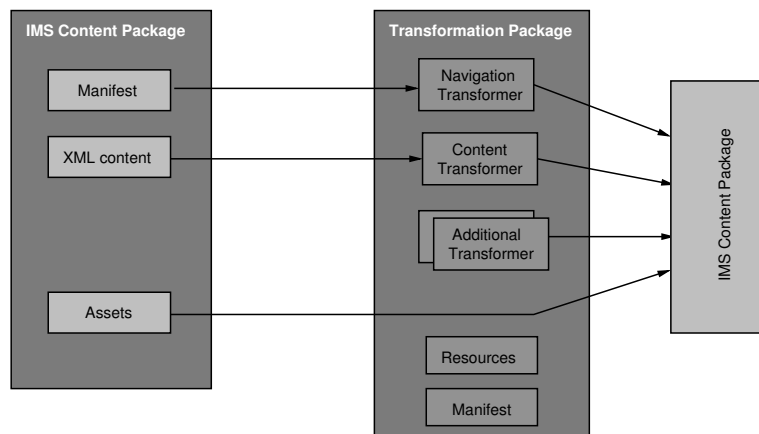 IMS Content Package
Manifest
XML content
Assets
Transformation Package
Navigation
Transformer
Content
Transformer
Additional
Transformer
Resources
Manifest
IMS Content Package